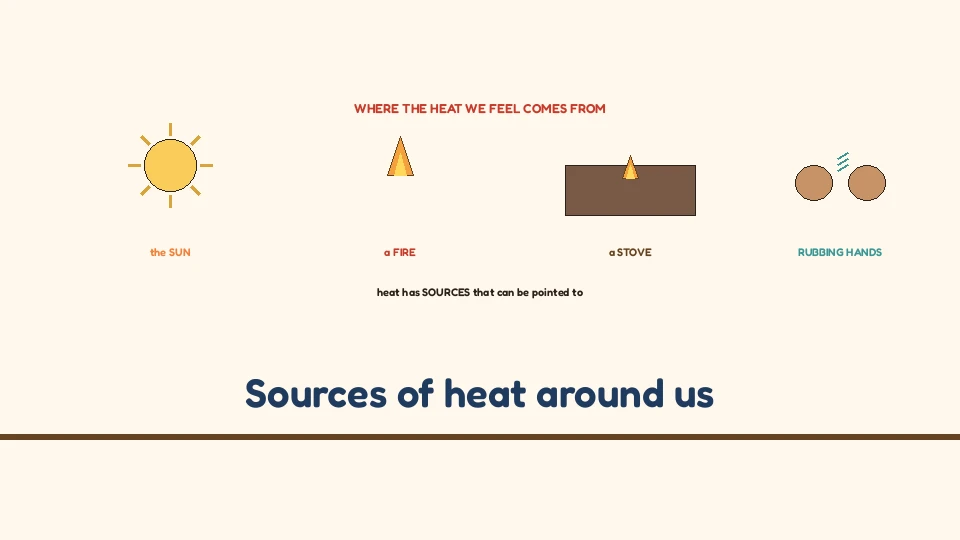 WHERE THE HEAT WE FEEL COMES FROM
the SUN
a FIRE
a STOVE
RUBBING HANDS
heat has SOURCES that can be pointed to
Sources of heat around us